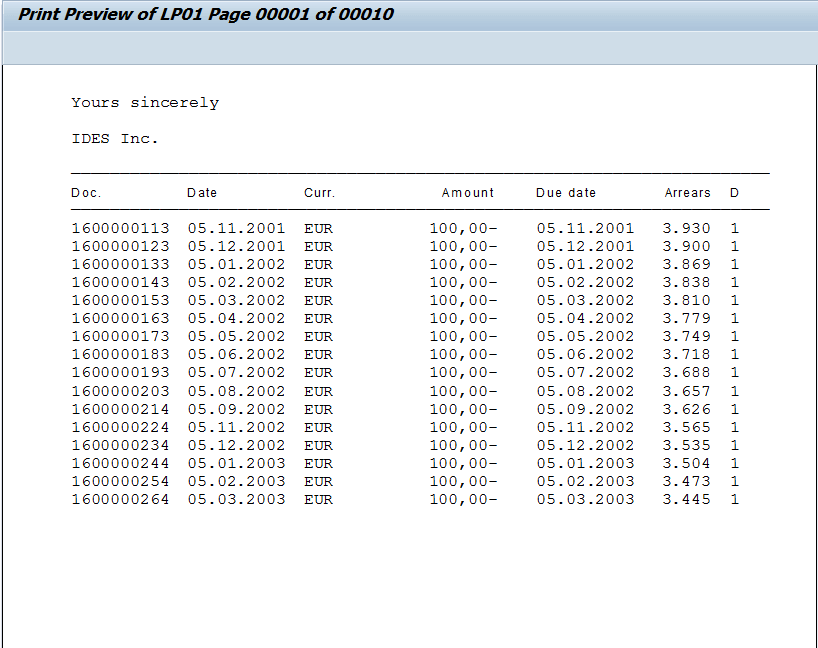 Print Preview of LP01 Page 00001 of 00010
Yours sincerely
IDES Inc.
Doc. Date Curr. Amount Due date Arrears D
1600000113 05.11.2001 EUR 100,00- 05.11.2001 3.930 1
1600000123 05.12.2001 EUR 100,00- 05.12.2001 3.900 1
1600000133 05.01.2002 EUR 100,00- 05.01.2002 3.869 1
1600000143 05.02.2002 EUR 100,00- 05.02.2002 3.838 1
1600000153 05.03.2002 EUR 100,00- 05.03.2002 3.810 1
1600000163 05.04.2002 EUR 100,00- 05.04.2002 3.779 1
1600000173 05.05.2002 EUR 100,00- 05.05.2002 3.749 1
1600000183 05.06.2002 EUR 100,00- 05.06.2002 3.718 1
1600000193 05.07.2002 EUR 100,00- 05.07.2002 3.688 1
1600000203 05.08.2002 EUR 100,00- 05.08.2002 3.657 1
1600000214 05.09.2002 EUR 100,00- 05.09.2002 3.626 1
1600000224 05.11.2002 EUR 100,00- 05.11.2002 3.565 1
1600000234 05.12.2002 EUR 100,00- 05.12.2002 3.535 1
1600000244 05.01.2003 EUR 100,00- 05.01.2003 3.504 1
1600000254 05.02.2003 EUR 100,00- 05.02.2003 3.473 1
1600000264 05.03.2003 EUR 100,00- 05.03.2003 3.445 1